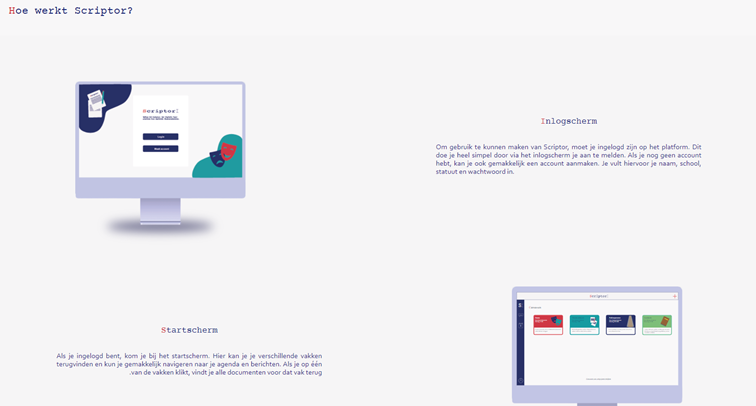 Hoe werkt Scriptor?
Scriptor!
Inlogscherm
Om gebruik te kunnen maken van Scriptor, moet je ingelogd zijn op het platform. Dit
doe je heel simpel door via het inlogscherm je aan te melden. Als je nog geen account
hebt, kan je ook gemakkelijk een account aanmaken. Je vult hiervoor je naam, school,
statuut en wachtwoord in.
Startscherm
Als je ingelogd bent, kom je bij het startscherm. Hier kan je je verschillende vakken
terugvinden en kun je gemakkelijk navigeren naar je agenda en berichten. Als je op één
.van de vakken klikt, vindt je alle documenten voor dat vak terug